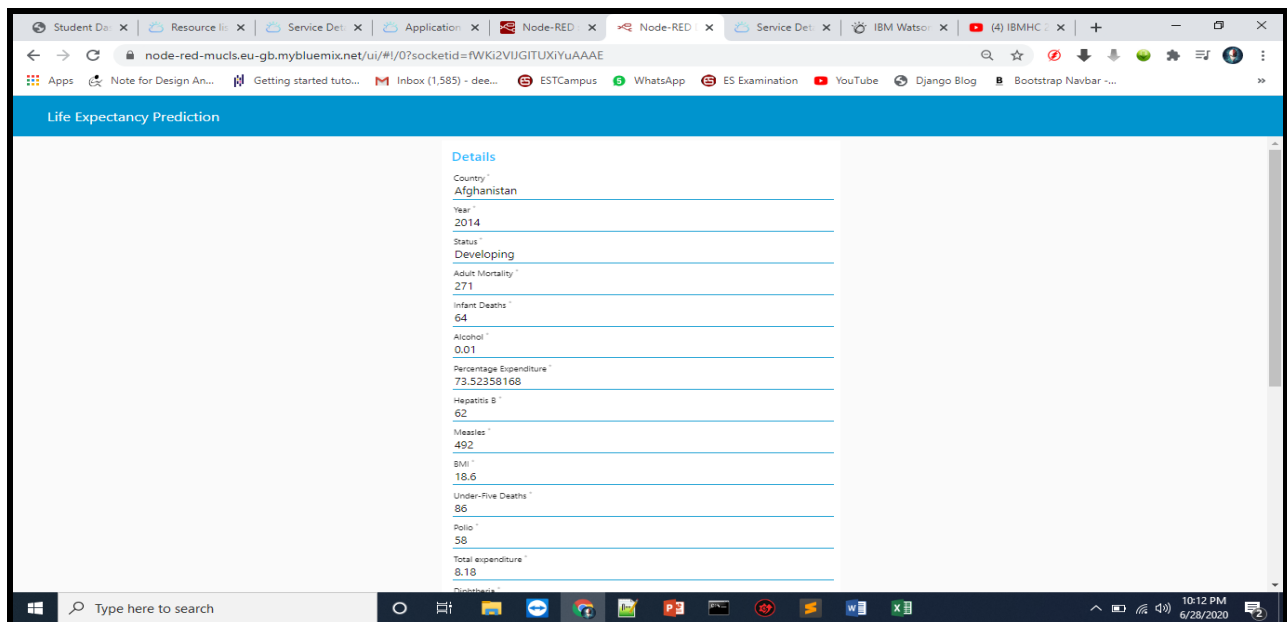 Student Da
Resource lis
Service Deta
Application
Node-RED
Node-RED
Service Deta
IBM Watson
(4) IBMHC 2
node-red-mucls.eu-gb.mybluemix.net/ui/#!/0?socketid=fWKi2VIJGITUXiYuAAAE
Apps
Note for Design An...
Getting started tuto...
Inbox (1,585) - dee...
ESTCampus
WhatsApp
ES Examination
YouTube
Django Blog
Bootstrap Navbar -...
Life Expectancy Prediction
Details
Country *
Afghanistan
Year *
2014
Status *
Developing
Adult Mortality *
271
Infant Deaths *
64
Alcohol *
0.01
Percentage Expenditure *
73.52358168
Hepatitis B *
62
Measles *
492
BMI *
18.6
Under-Five Deaths *
86
Polio *
58
Total expenditure *
8.18
Diphtheria *
Type here to search
10:12 PM
6/28/2020